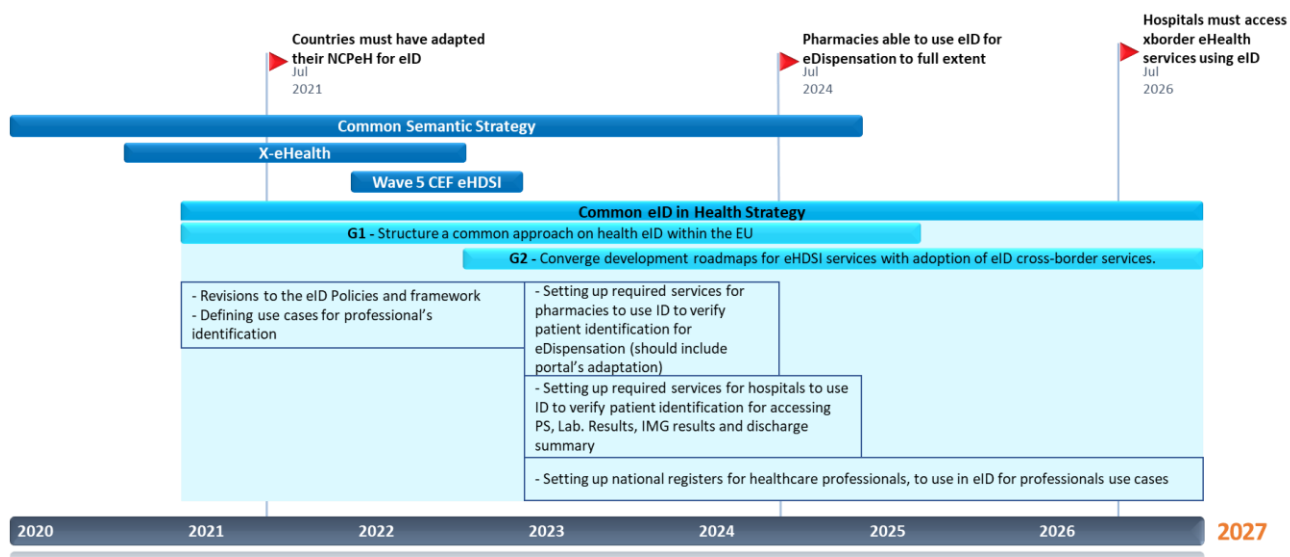 Countries must have adapted
their NCPeH for eID
Jul
2021
Pharmacies able to use eID for
eDispensation to full extent
Jul
2024
Hospitals must access
xborder eHealth
services using eID
Jul
2026
Common Semantic Strategy
X-eHealth
Wave 5 CEF eHDSI
Common eID in Health Strategy
G1 - Structure a common approach on health eID within the EU
G2 - Converge development roadmaps for eHDSI services with adoption of eID cross-border services.
- Revisions to the eID Policies and framework
- Defining use cases for professional's
identification
- Setting up required services for
pharmacies to use ID to verify
patient identification for
eDispensation (should include
portal's adaptation)
- Setting up required services for hospitals to use
ID to verify patient identification for accessing
PS, Lab. Results, IMG results and discharge
summary
- Setting up national registers for healthcare professionals, to use in eID for professionals use cases
2020 2021 2022 2023 2024 2025 2026 2027